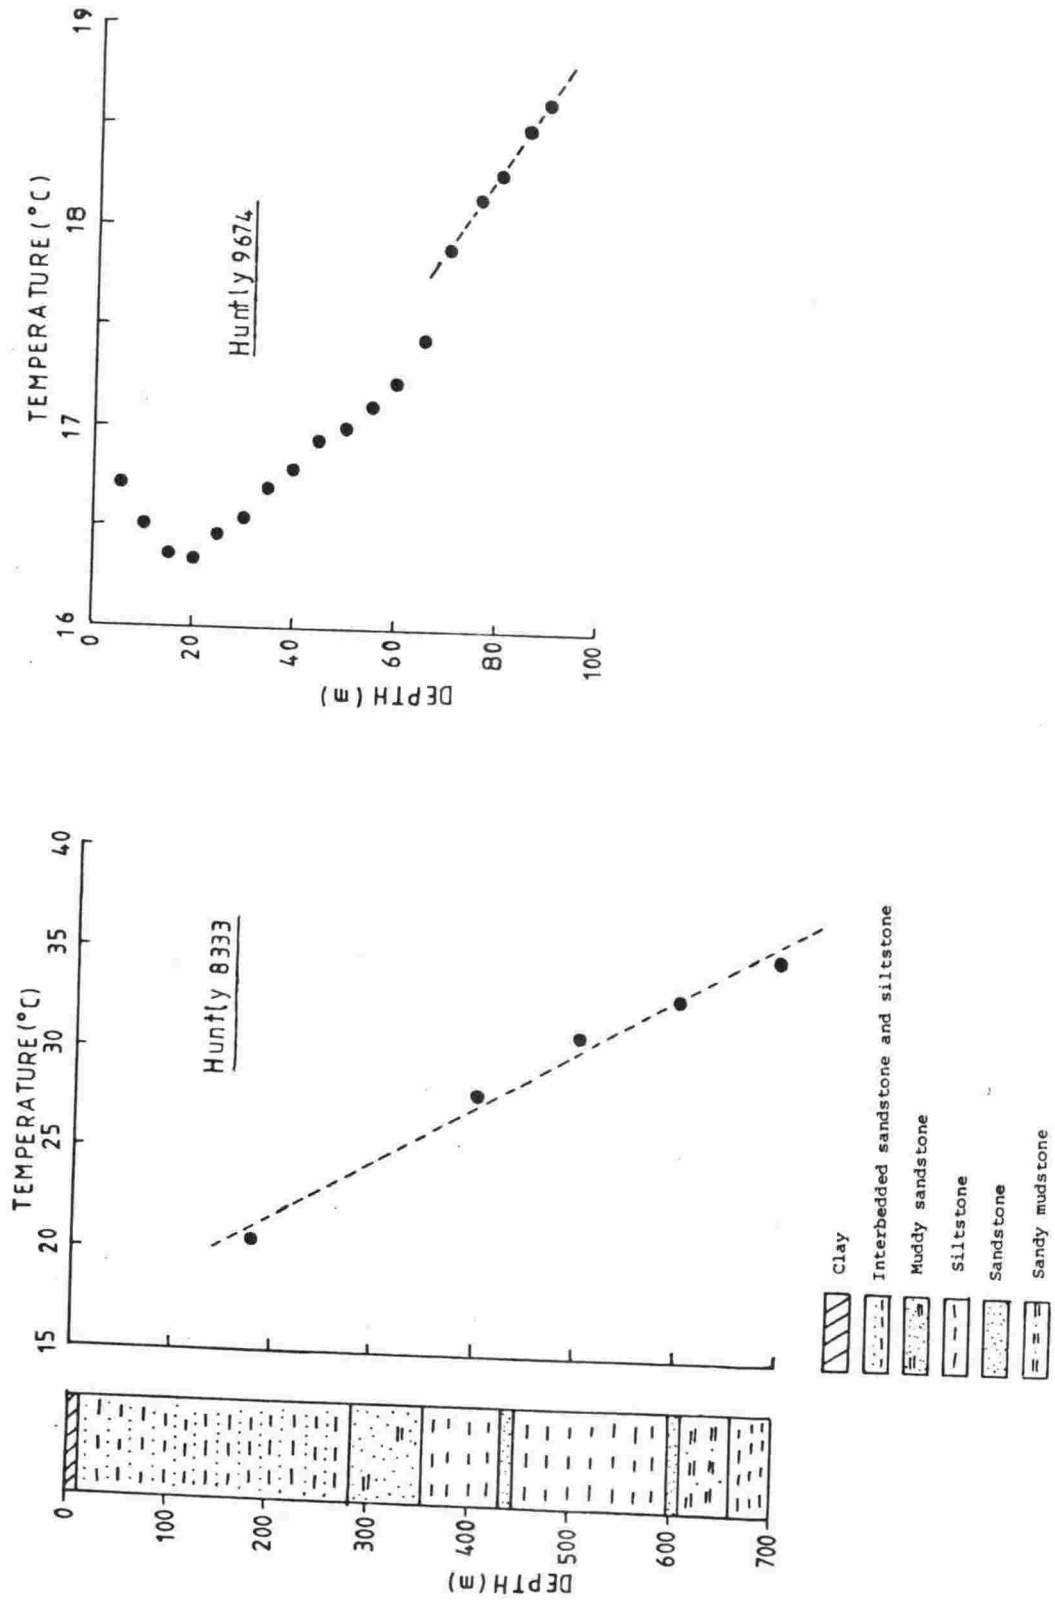 TEMPERATURE (°C)
15
20
25
30
35
40
Huntly 8333
0
100
200
300
400
500
600
700
DEPTH (m)
Clay
Interbedded sandstone and siltstone
Muddy sandstone
Siltstone
Sandstone
Sandy mudstone
TEMPERATURE (°C)
16
17
18
19
Huntly 9674
0
20
40
60
80
100
DEPTH (m)